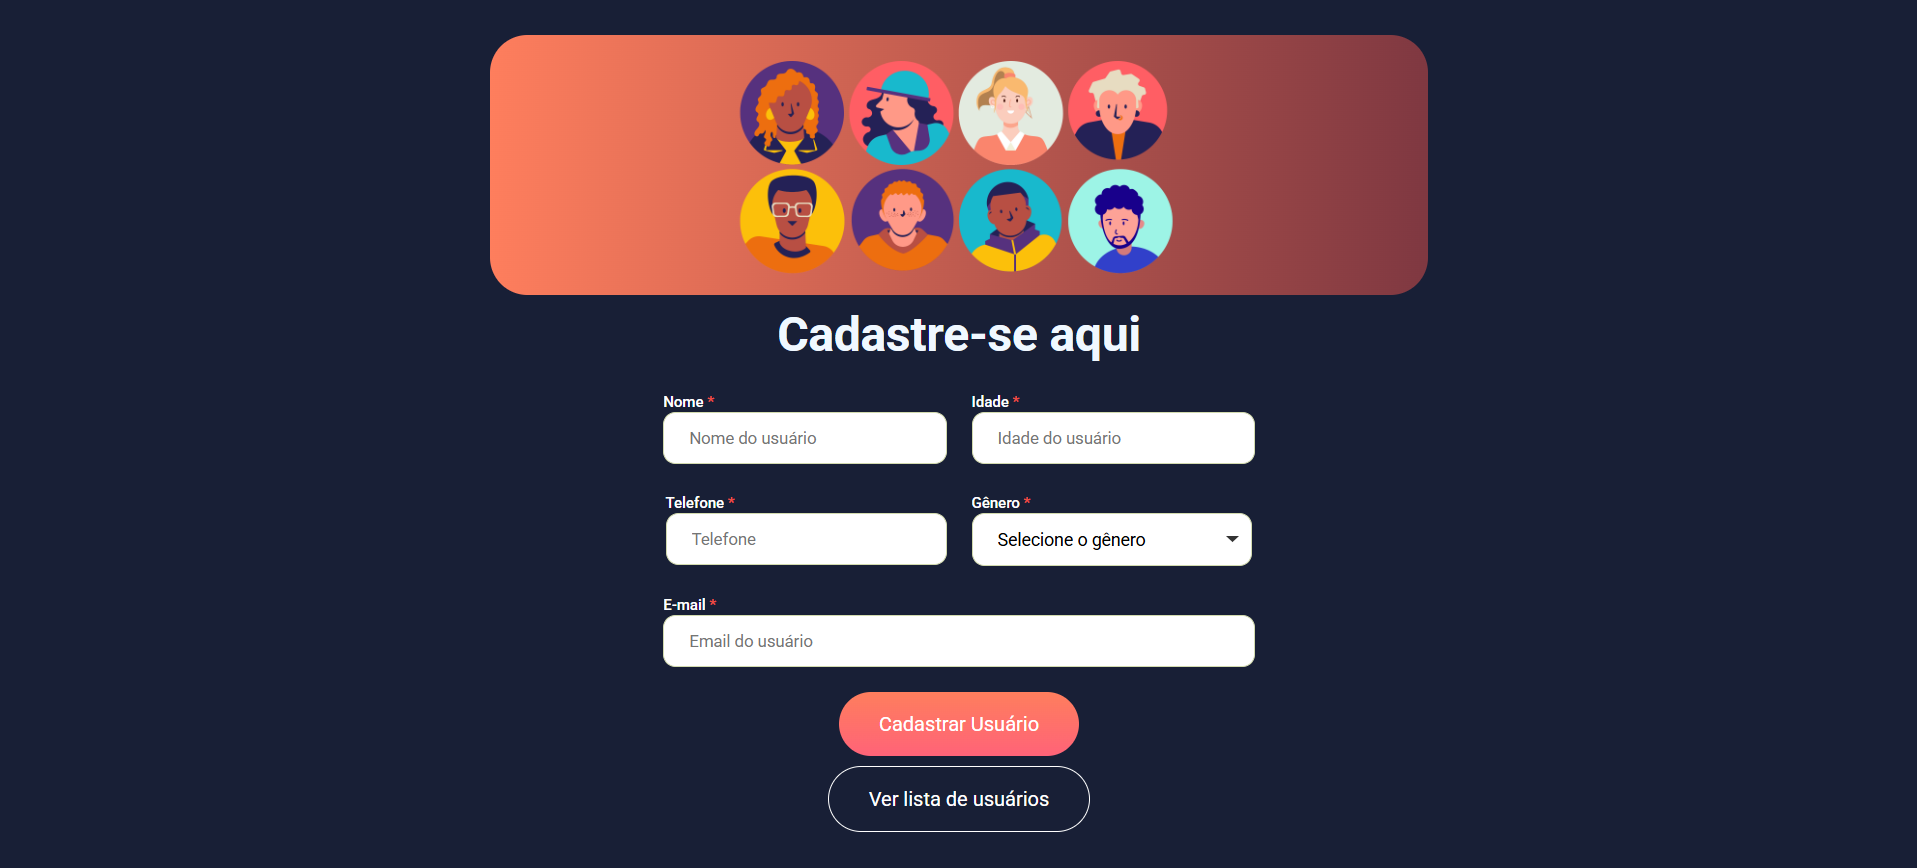 Cadastre-se aqui
Nome *
Idade *
Nome do usuário
Idade do usuário
Telefone *
Gênero *
Telefone
Selecione o gênero
E-mail *
Email do usuário
Cadastrar Usuário
Ver lista de usuários